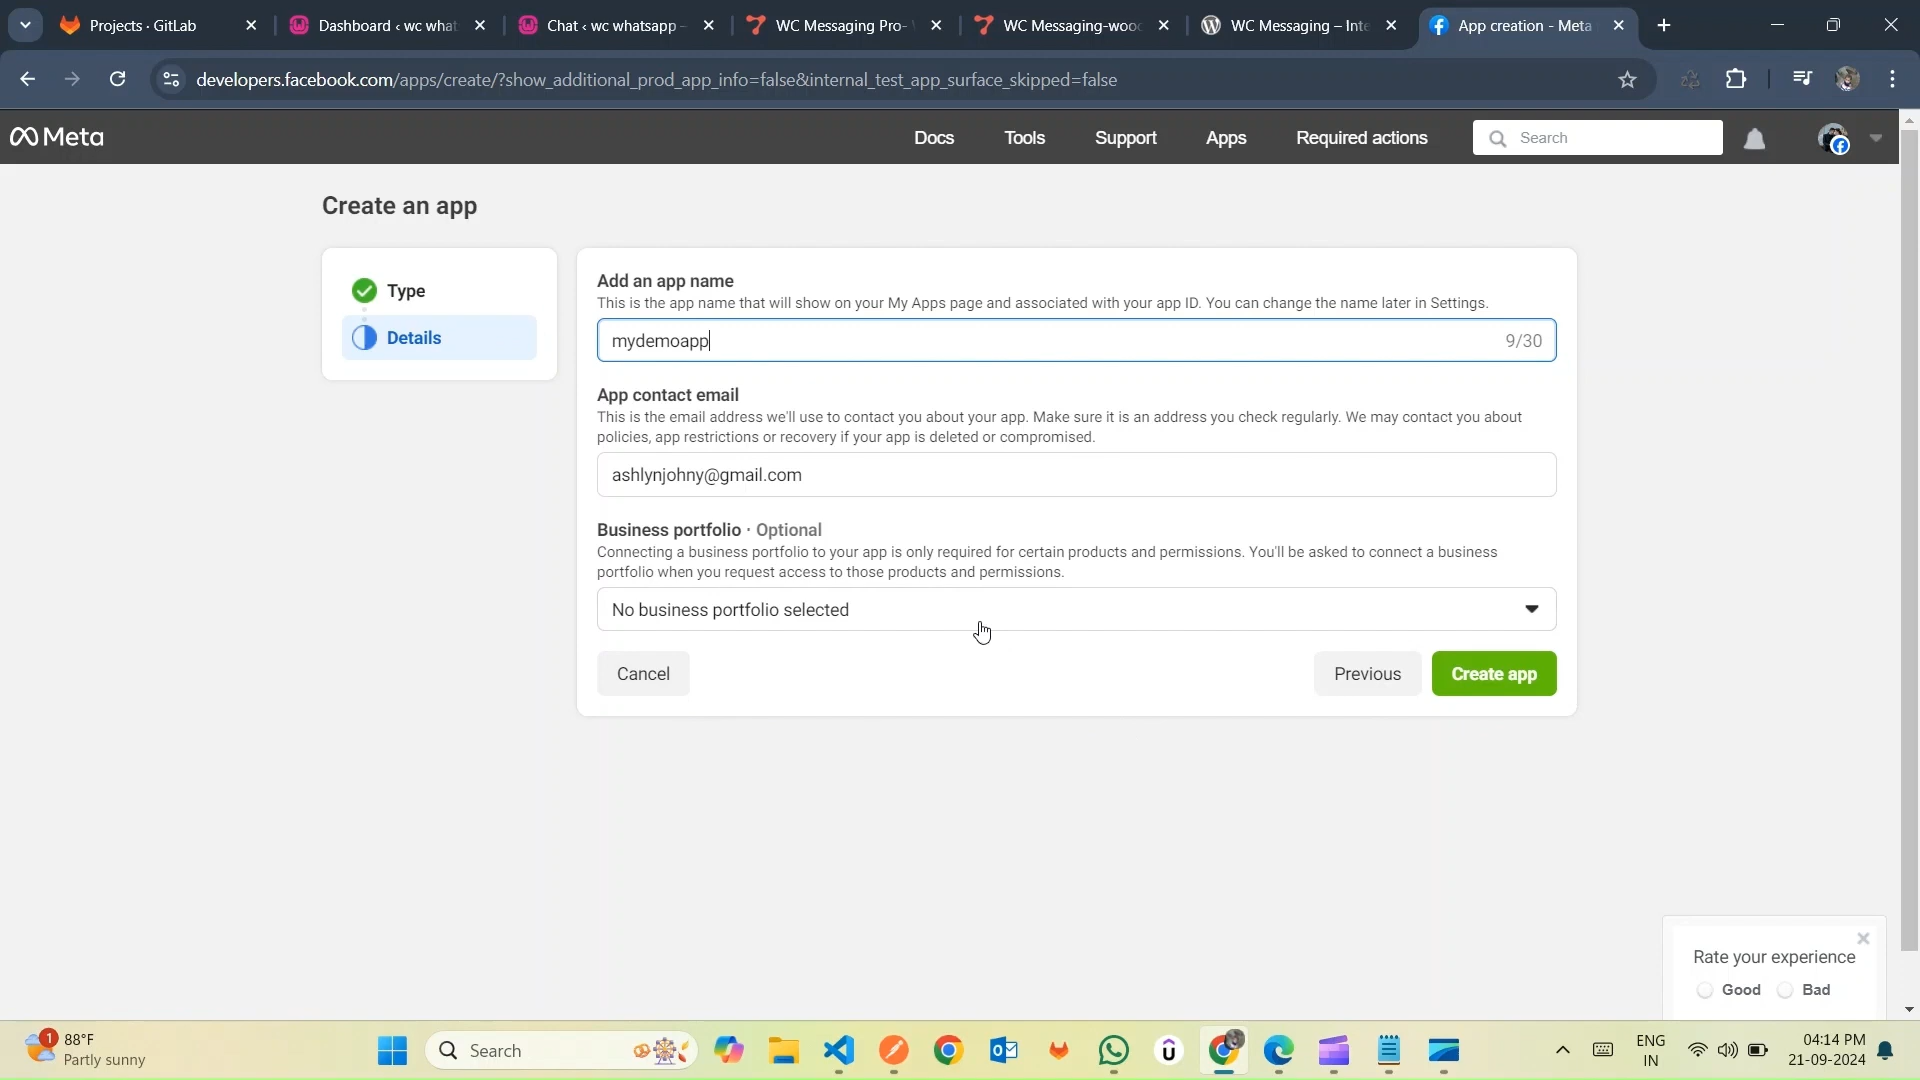 Projects · GitLab
Dashboard ‹ wc what
Chat ‹ wc whatsapp –
WC Messaging Pro-
WC Messaging-wooc
WC Messaging – Inte
App creation - Meta
developers.facebook.com/apps/create/?show_additional_prod_app_info=false&internal_test_app_surface_skipped=false
Meta
Docs
Tools
Support
Apps
Required actions
Search
Create an app
Type
Details
Add an app name
This is the app name that will show on your My Apps page and associated with your app ID. You can change the name later in Settings.
mydemoapp
9/30
App contact email
This is the email address we'll use to contact you about your app. Make sure it is an address you check regularly. We may contact you about
policies, app restrictions or recovery if your app is deleted or compromised.
ashlynjohny@gmail.com
Business portfolio · Optional
Connecting a business portfolio to your app is only required for certain products and permissions. You'll be asked to connect a business
portfolio when you request access to those products and permissions.
No business portfolio selected
Cancel
Previous
Create app
Rate your experience
Good
Bad
1
88°F
Partly sunny
Search
ENG
IN
04:14 PM
21-09-2024